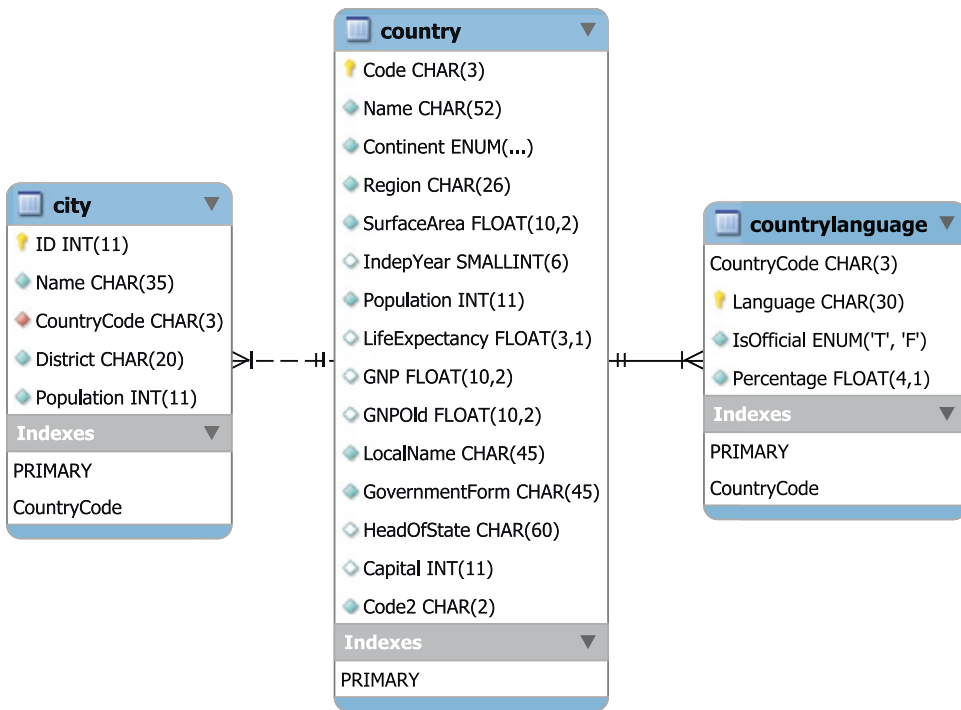 city
ID INT(11)
Name CHAR(35)
CountryCode CHAR(3)
District CHAR(20)
Population INT(11)
Indexes
PRIMARY
CountryCode
country
Code CHAR(3)
Name CHAR(52)
Continent ENUM(...)
Region CHAR(26)
SurfaceArea FLOAT(10,2)
IndepYear SMALLINT(6)
Population INT(11)
LifeExpectancy FLOAT(3,1)
GNP FLOAT(10,2)
GNPOld FLOAT(10,2)
LocalName CHAR(45)
GovernmentForm CHAR(45)
HeadOfState CHAR(60)
Capital INT(11)
Code2 CHAR(2)
Indexes
PRIMARY
countrylanguage
CountryCode CHAR(3)
Language CHAR(30)
IsOfficial ENUM('T', 'F')
Percentage FLOAT(4,1)
Indexes
PRIMARY
CountryCode